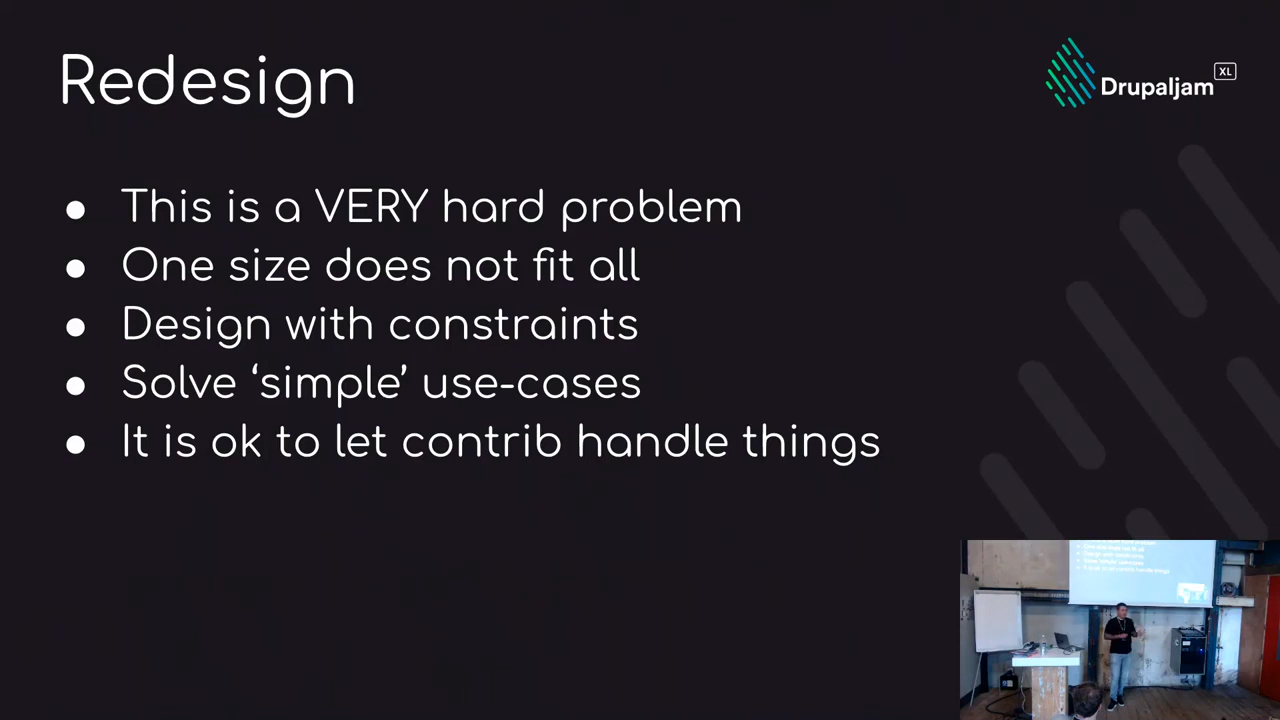 Redesign
Drupaljam XL
This is a VERY hard problem
One size does not fit all
Design with constraints
Solve ‘simple’ use-cases
It is ok to let contrib handle things